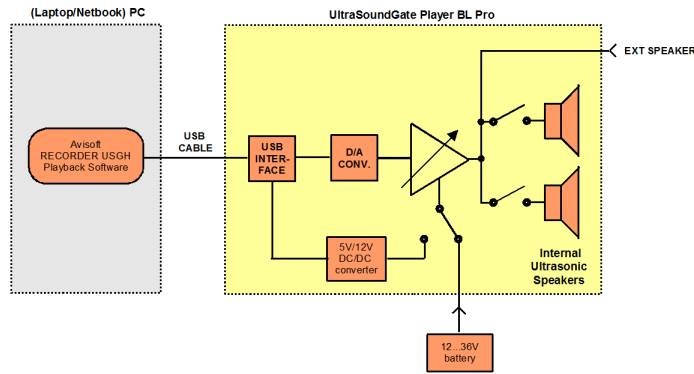 (Laptop/Netbook) PC
UltraSoundGate Player BL Pro
EXT SPEAKER
Avisoft
RECORDER USGH
Playback Software
USB
CABLE
USB
INTER-
FACE
D/A
CONV.
5V/12V
DC/DC
converter
Internal
Ultrasonic
Speakers
12...36V
battery